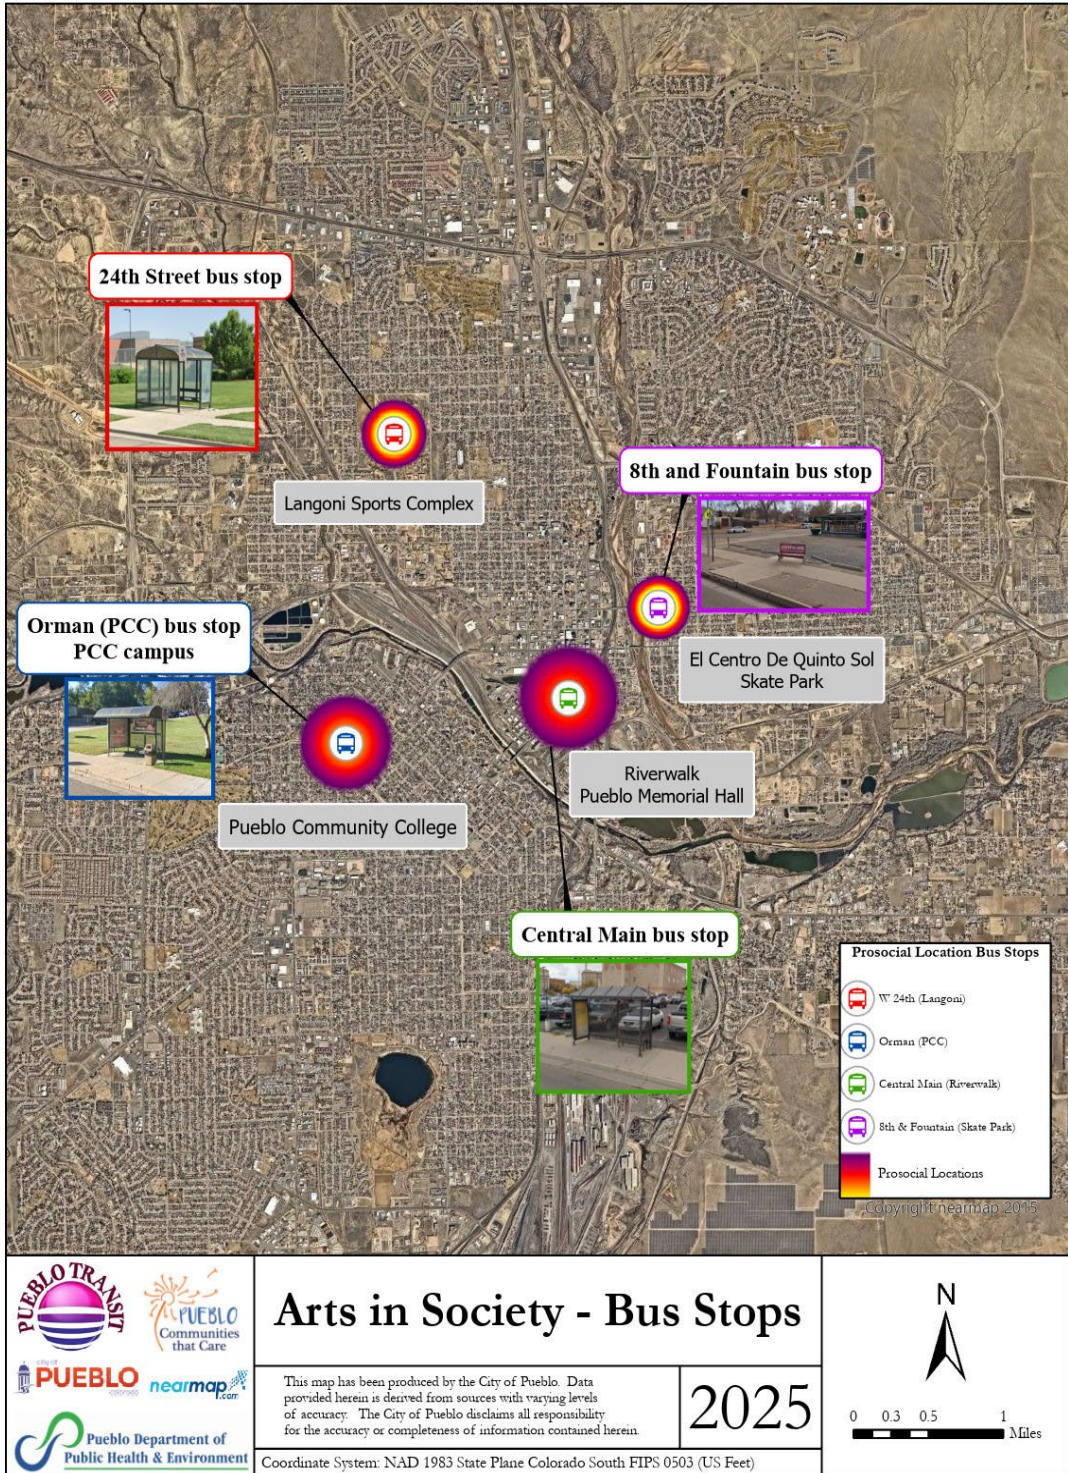 24th Street bus stop
Langoni Sports Complex
8th and Fountain bus stop
El Centro De Quinto Sol
Skate Park
Orman (PCC) bus stop
PCC campus
Pueblo Community College
Riverwalk
Pueblo Memorial Hall
Central Main bus stop
Prosocial Location Bus Stops
W 24th (Langoni)
Orman (PCC)
Central Main (Riverwalk)
8th & Fountain (Skate Park)
Prosocial Locations
Copyright nearmap 2015
PUEBLO TRANSIT
PUEBLO
Communities
that Care
city of
PUEBLO
colorado
nearmap
.com
Pueblo Department of
Public Health & Environment
Arts in Society - Bus Stops
This map has been produced by the City of Pueblo. Data
provided herein is derived from sources with varying levels
of accuracy. The City of Pueblo disclaims all responsibility
for the accuracy or completeness of information contained herein.
2025
Coordinate System: NAD 1983 State Plane Colorado South FIPS 0503 (US Feet)
N
0 0.3 0.5 1
Miles